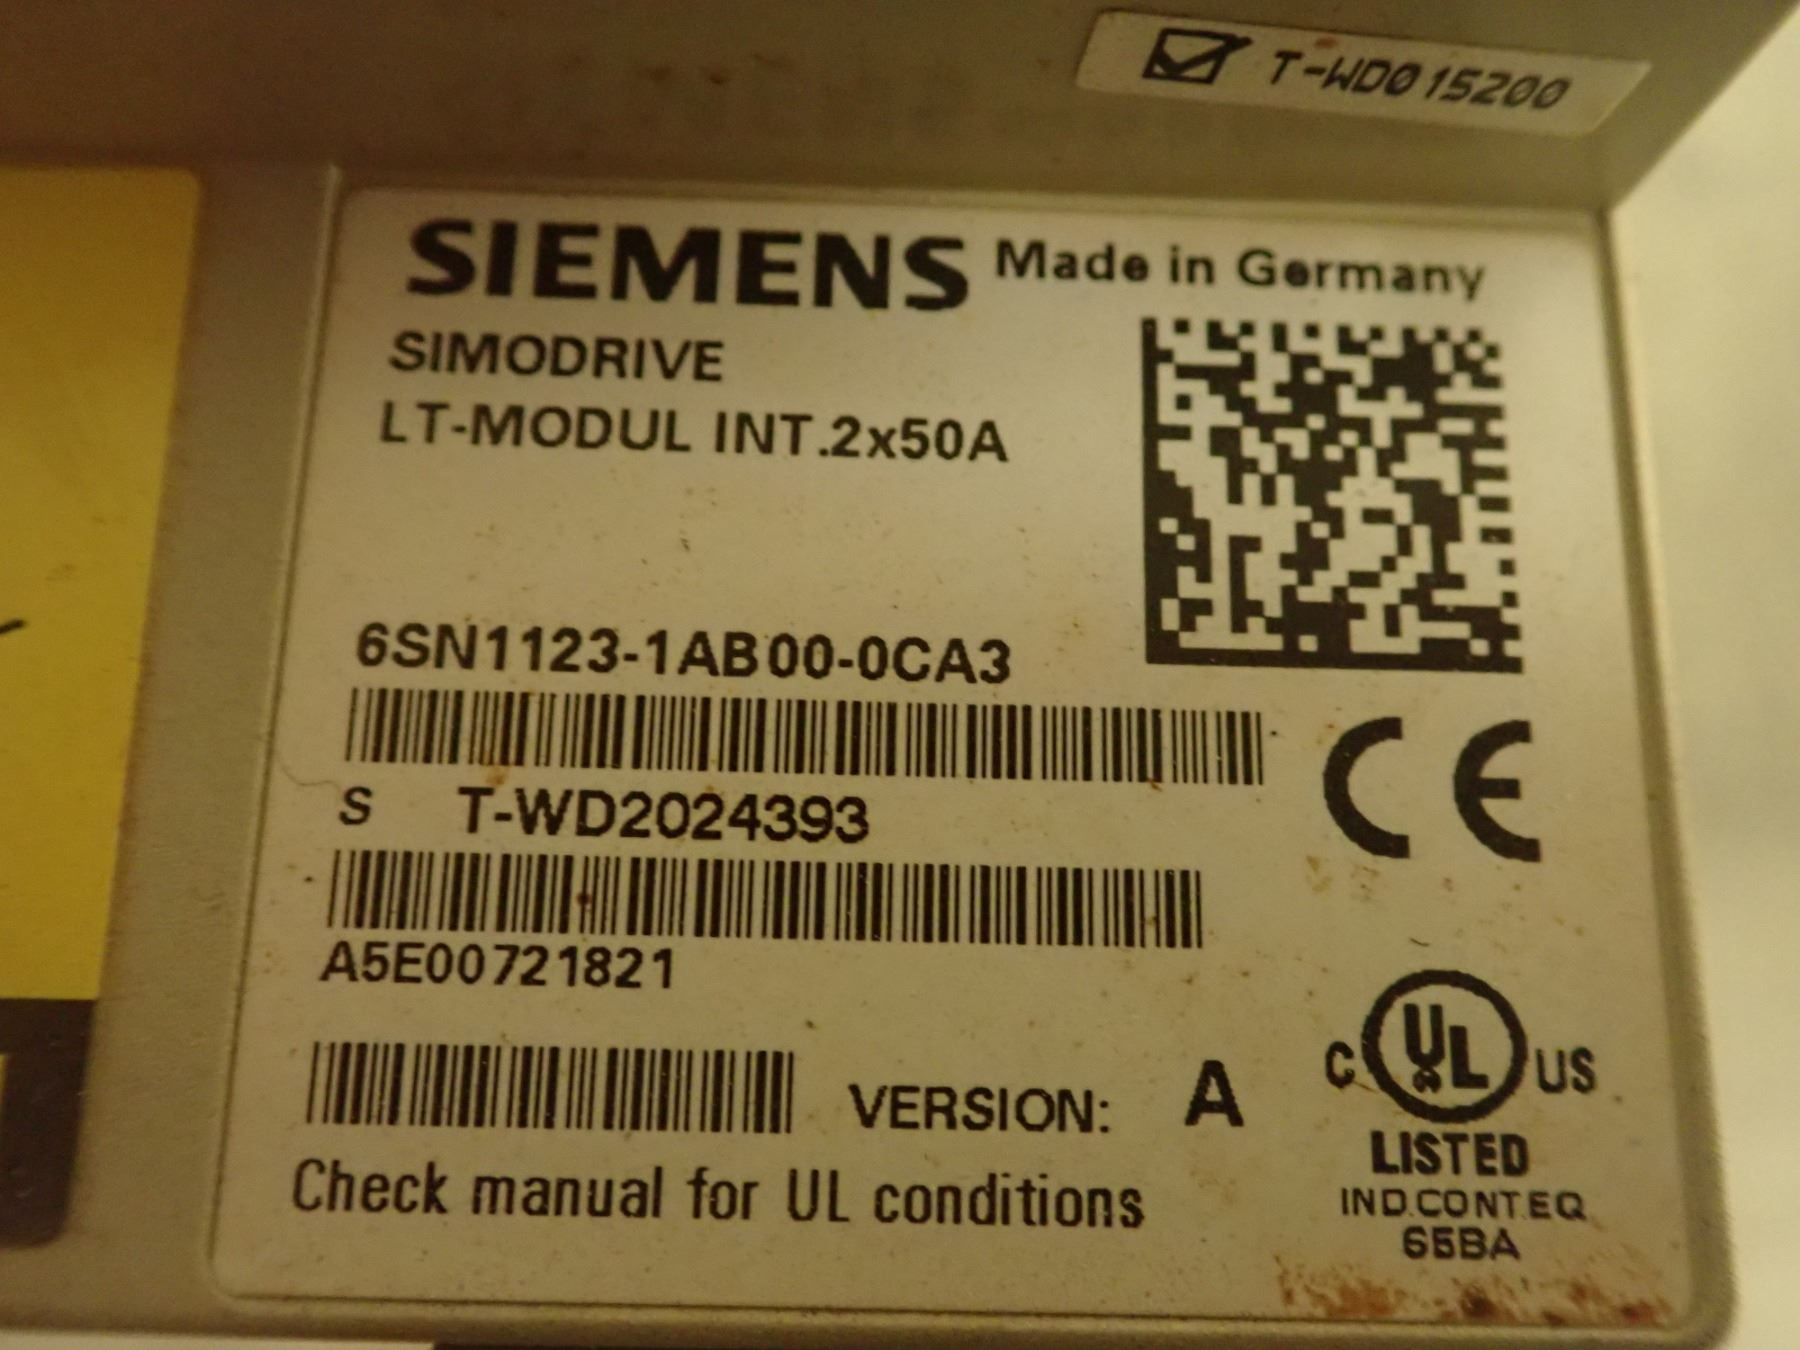 T-WD015200
SIEMENS Made in Germany
SIMODRIVE
LT-MODUL INT.2x50A
6SN1123-1AB00-0CA3
S T-WD2024393
A5E00721821
VERSION: A
Check manual for UL conditions
CE
C UL US
LISTED
IND.CONT.EQ
65BA